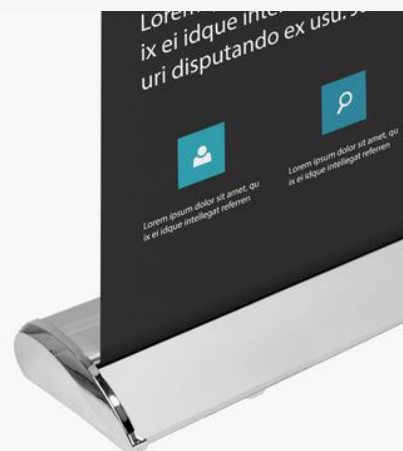 Lorem
ix ei idque intel
uri disputando ex usu.
Lorem ipsum dolor sit amet, qu
ix ei idque intellegat referren
Lorem ipsum dolor sit amet, qu
ix ei idque intellegat referren